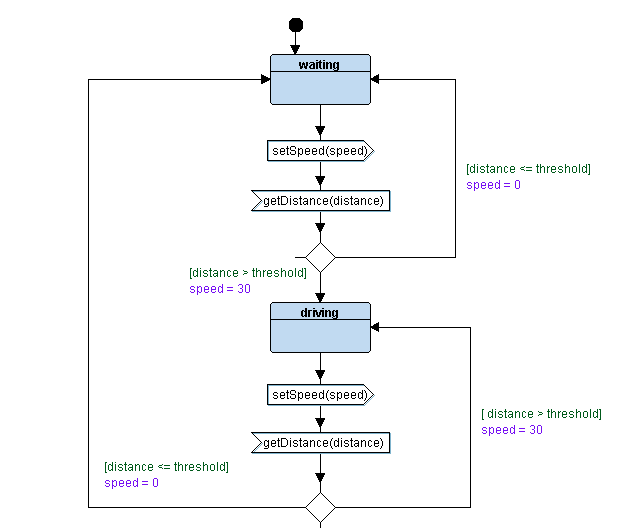 waiting
setSpeed(speed)
[distance <= threshold]
speed = 0
getDistance(distance)
[distance > threshold]
speed = 30
driving
setSpeed(speed)
[ distance > threshold]
speed = 30
getDistance(distance)
[distance <= threshold]
speed = 0